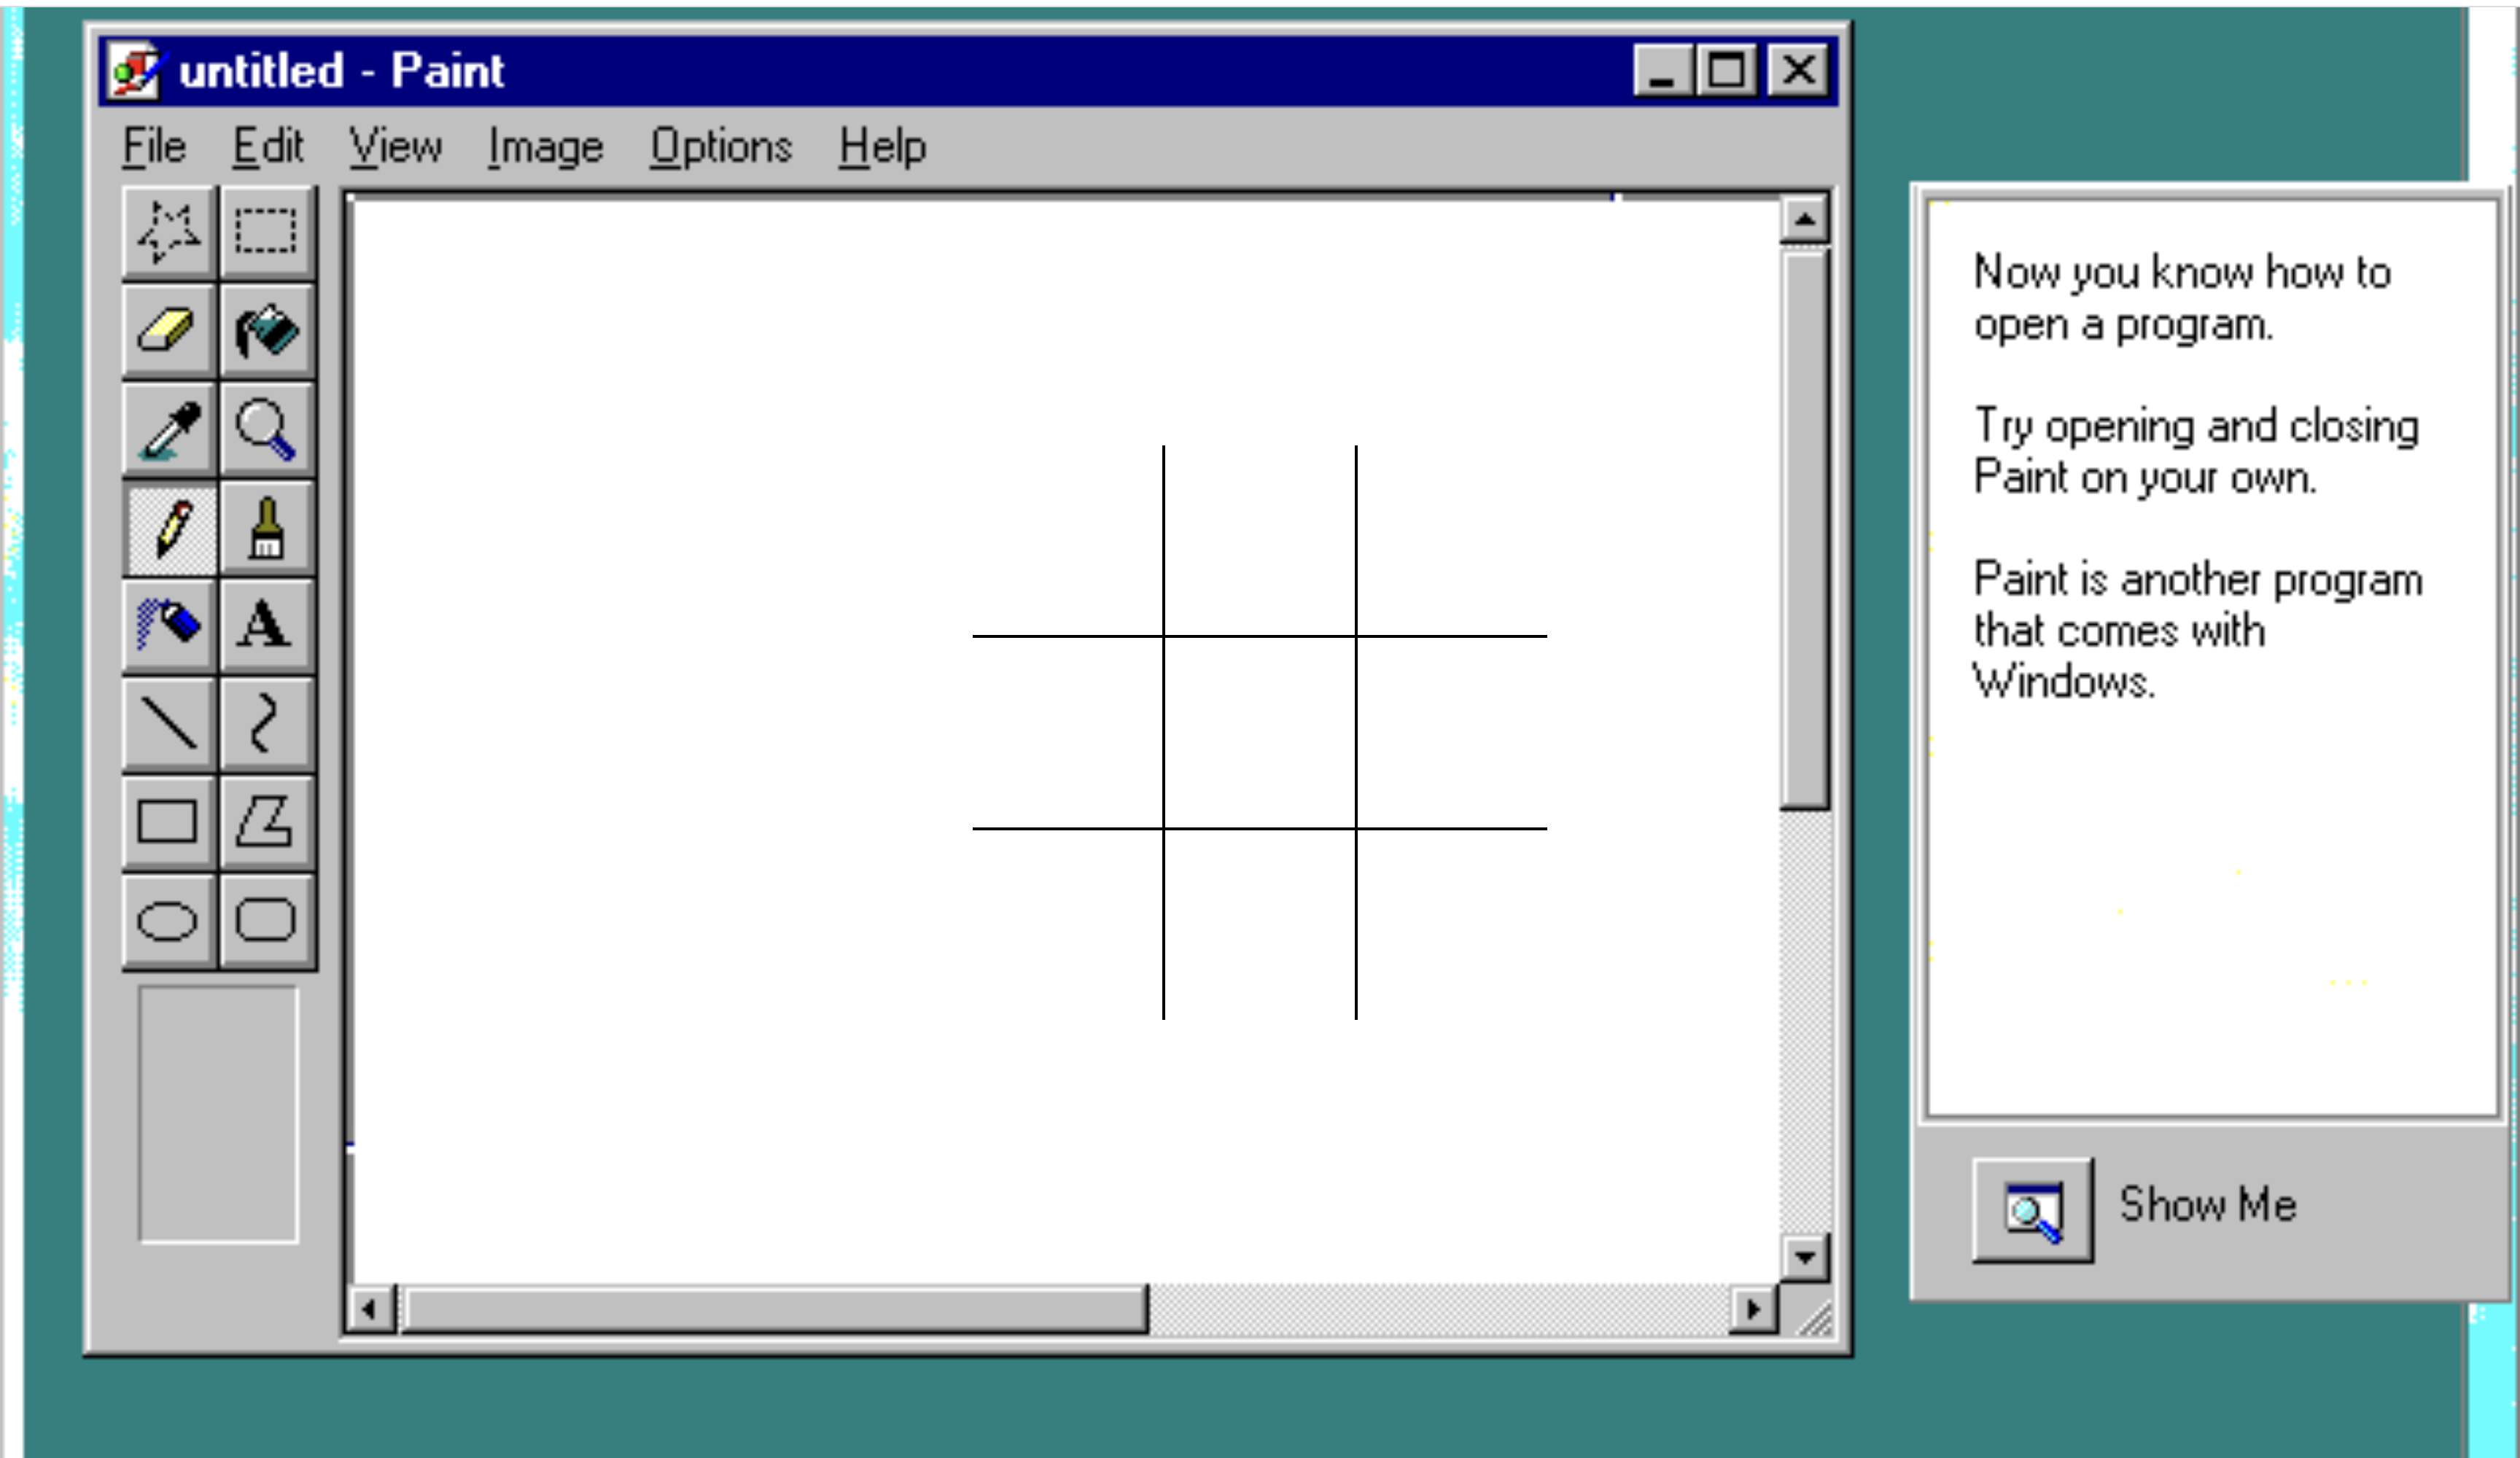 untitled - Paint
File Edit View Image Options Help
A
Now you know how to
open a program.
Try opening and closing
Paint on your own.
Paint is another program
that comes with
Windows.
Show Me